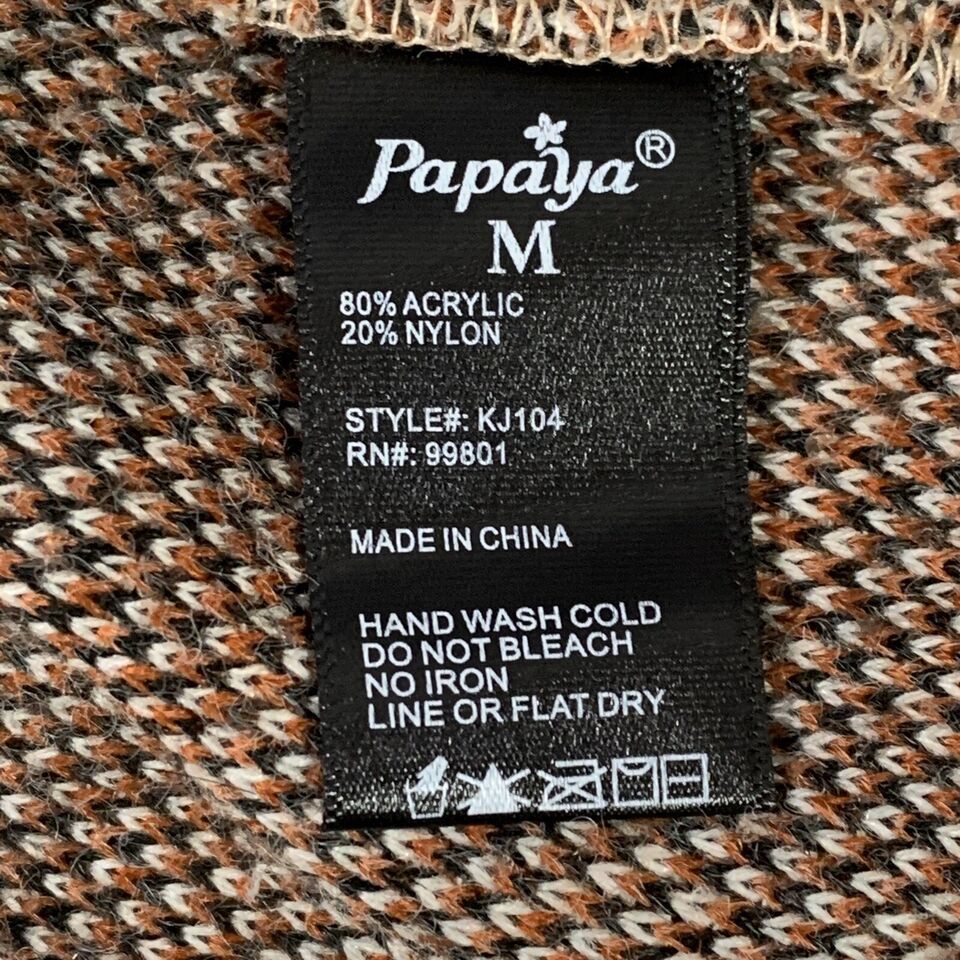 Papaya®
M
80% ACRYLIC
20% NYLON
STYLE#: KJ104
RN#: 99801
MADE IN CHINA
HAND WASH COLD
DO NOT BLEACH
NO IRON
LINE OR FLAT DRY